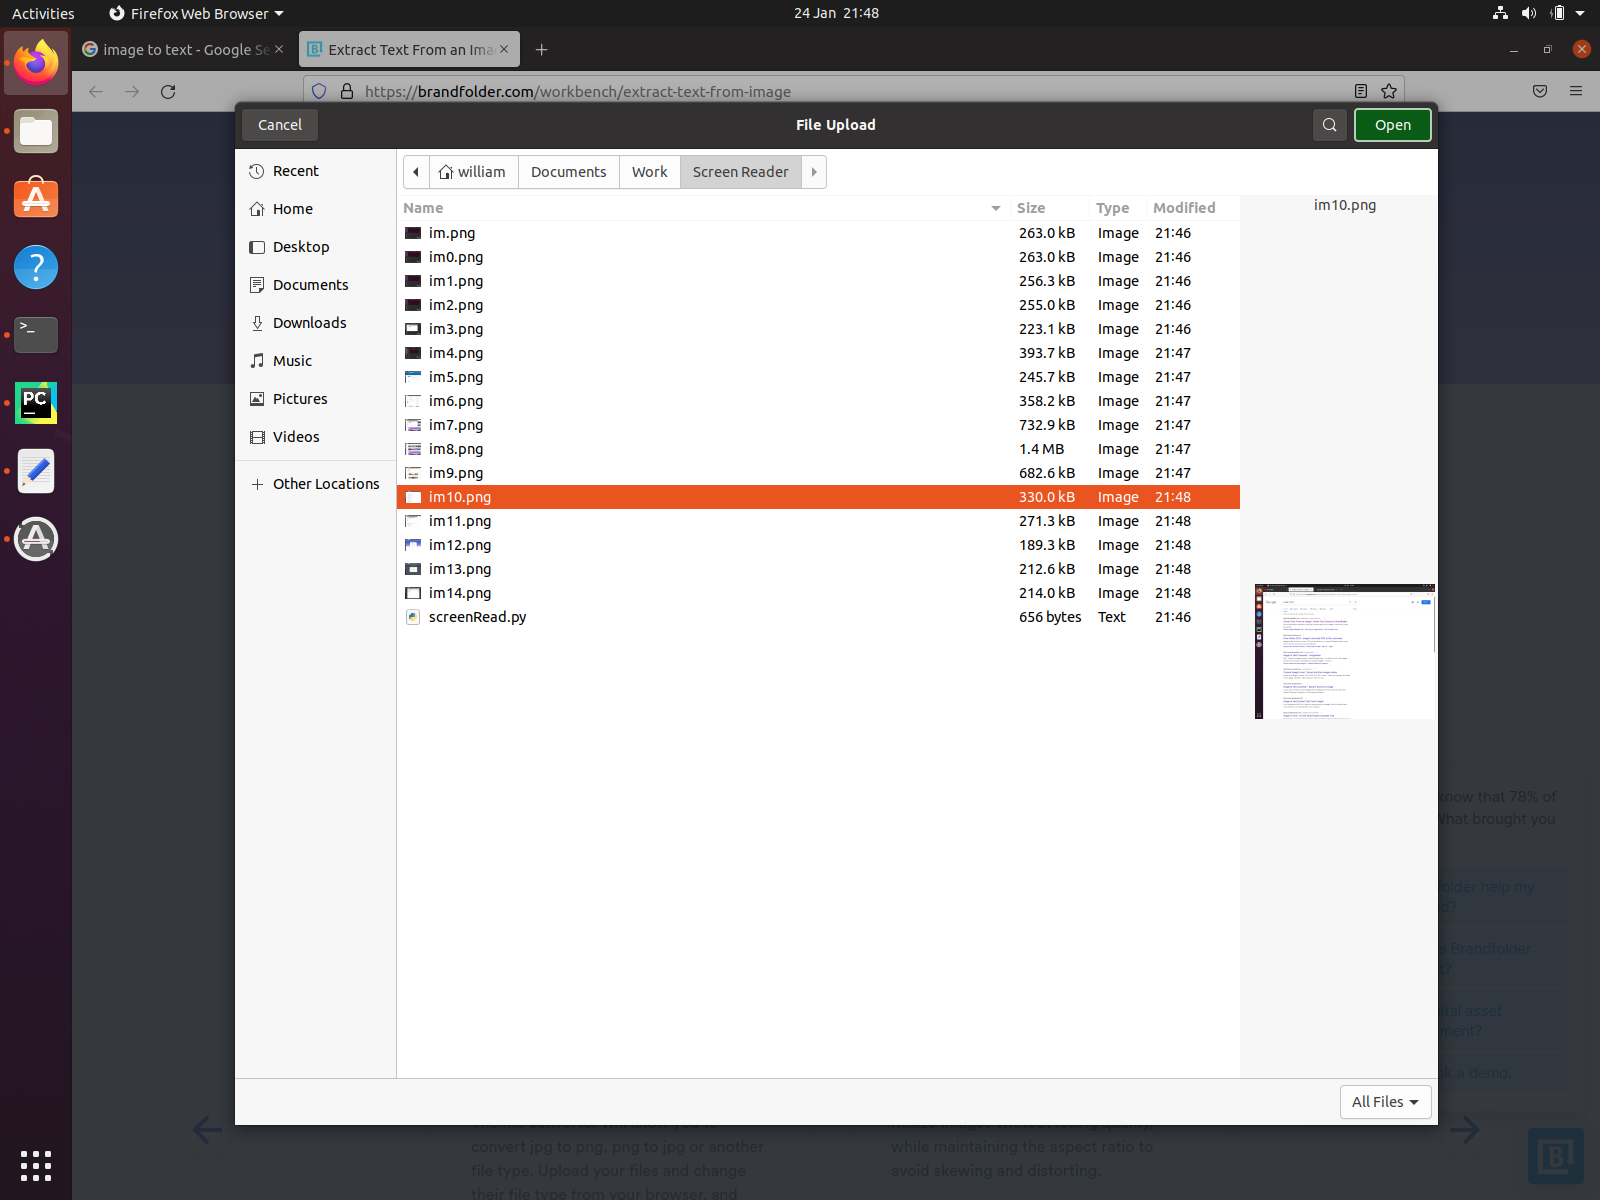 Activities
Firefox Web Browser
24 Jan 21:48
image to text - Google Se
Extract Text From an Ima
https://brandfolder.com/workbench/extract-text-from-image
Cancel
File Upload
Open
Recent
Home
Desktop
Documents
Downloads
Music
Pictures
Videos
Other Locations
william
Documents
Work
Screen Reader
Name Size Type Modified
im.png 263.0 kB Image 21:46
im0.png 263.0 kB Image 21:46
im1.png 256.3 kB Image 21:46
im2.png 255.0 kB Image 21:46
im3.png 223.1 kB Image 21:46
im4.png 393.7 kB Image 21:47
im5.png 245.7 kB Image 21:47
im6.png 358.2 kB Image 21:47
im7.png 732.9 kB Image 21:47
im8.png 1.4 MB Image 21:47
im9.png 682.6 kB Image 21:47
im10.png 330.0 kB Image 21:48
im11.png 271.3 kB Image 21:48
im12.png 189.3 kB Image 21:48
im13.png 212.6 kB Image 21:48
im14.png 214.0 kB Image 21:48
screenRead.py 656 bytes Text 21:46
im10.png
All Files
know that 78% of
What brought you
older help my
d?
s Brandfolder
?
ital asset
ment?
k a demo.
convert jpg to png, png to jpg or another
file type. Upload your files and change
their file type from your browser, and
while maintaining the aspect ratio to
avoid skewing and distorting.
PC
B